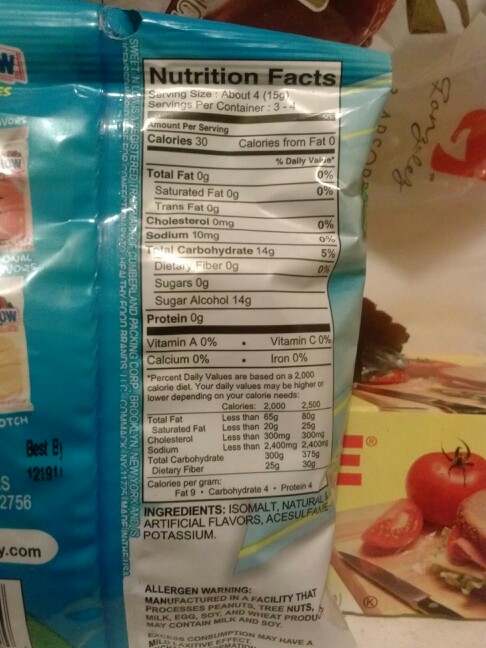 Nutrition Facts
Serving Size : About 4 (15g)
Servings Per Container : 3 - 4
Amount Per Serving
Calories 30 Calories from Fat 0
% Daily Value*
Total Fat 0g 0%
Saturated Fat 0g 0%
Trans Fat 0g
Cholesterol 0mg 0%
Sodium 10mg 0%
Total Carbohydrate 14g 5%
Dietary Fiber 0g 0%
Sugars 0g
Sugar Alcohol 14g
Protein 0g
Vitamin A 0% • Vitamin C 0%
Calcium 0% • Iron 0%
*Percent Daily Values are based on a 2,000
calorie diet. Your daily values may be higher or
lower depending on your calorie needs:
Calories: 2,000 2,500
Total Fat Less than 65g 80g
Saturated Fat Less than 20g 25g
Cholesterol Less than 300mg 300mg
Sodium Less than 2,400mg 2,400mg
Total Carbohydrate 300g 375g
Dietary Fiber 25g 30g
Calories per gram:
Fat 9 • Carbohydrate 4 • Protein 4
INGREDIENTS: ISOMALT, NATURAL &
ARTIFICIAL FLAVORS, ACESULFAME
POTASSIUM.
ALLERGEN WARNING:
MANUFACTURED IN A FACILITY THAT
PROCESSES PEANUTS, TREE NUTS,
MILK, EGG, SOY, AND WHEAT PRODU
MAY CONTAIN MILK AND SOY.
EXCESS CONSUMPTION MAY HAVE A
MILD LAXATIVE EFFECT.
Best By
12191
2756
y.com
OTCH
E®